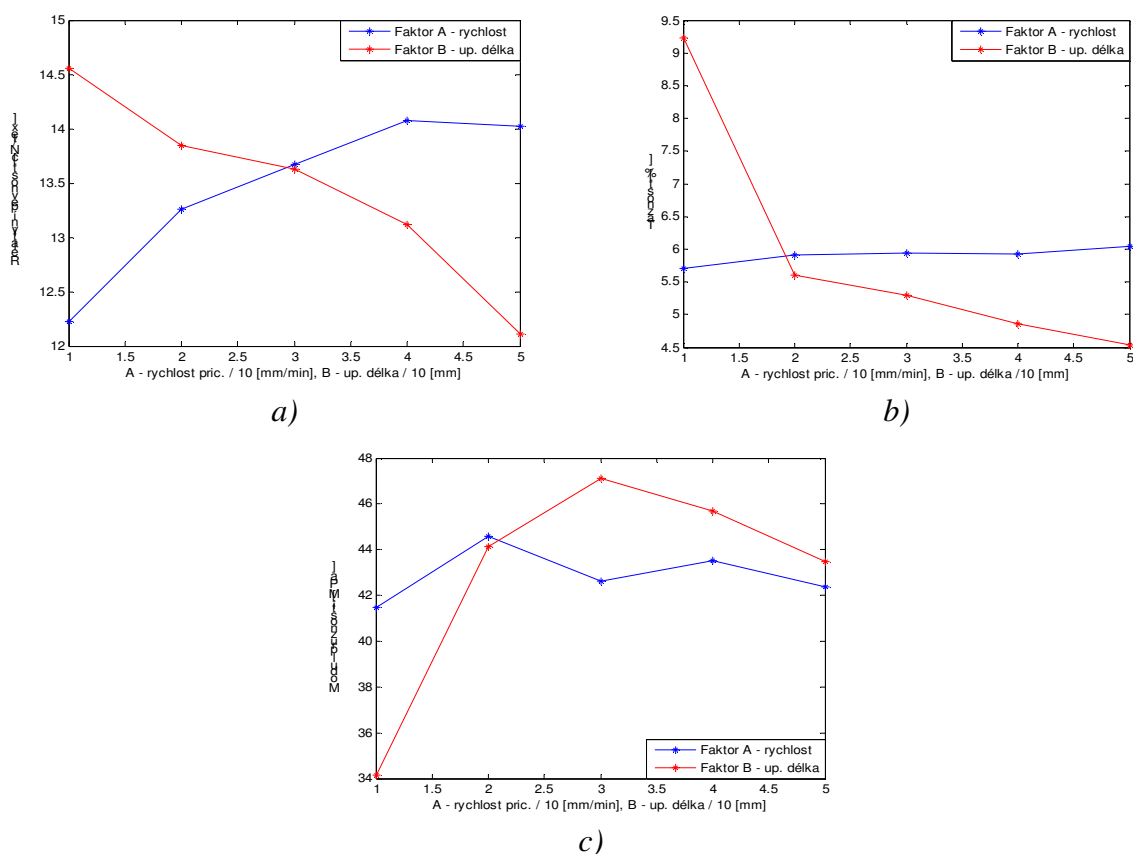 15
14.5
14
13.5
13
12.5
12
1 1.5 2 2.5 3 3.5 4 4.5 5
Faktor A - rychlost
Faktor B - up. délka
A - rychlost pric. / 10 [mm/min], B - up. délka / 10 [mm]
a)
9.5
9
8.5
8
7.5
7
6.5
6
5.5
5
4.5
1 1.5 2 2.5 3 3.5 4 4.5 5
Faktor A - rychlost
Faktor B - up. délka
A - rychlost pric. / 10 [mm/min], B - up. délka /10 [mm]
b)
48
46
44
42
40
38
36
34
1 1.5 2 2.5 3 3.5 4 4.5 5
Faktor A - rychlost
Faktor B - up. délka
A - rychlost pric. / 10 [mm/min], B - up. délka / 10 [mm]
c)